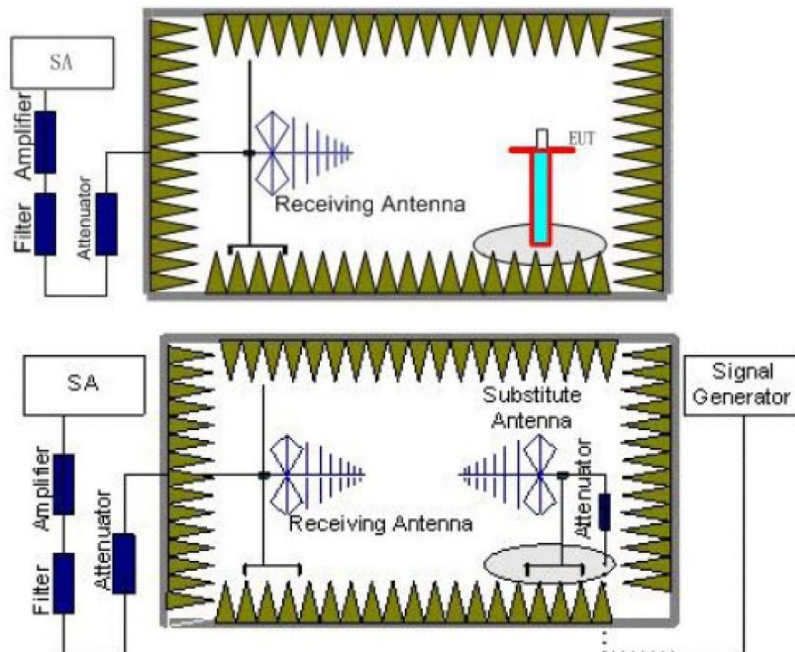 SA
Amplifier
Filter
Attenuator
Receiving Antenna
EUT
SA
Amplifier
Filter
Attenuator
Receiving Antenna
Substitute
Antenna
Attenuator
Signal
Generator